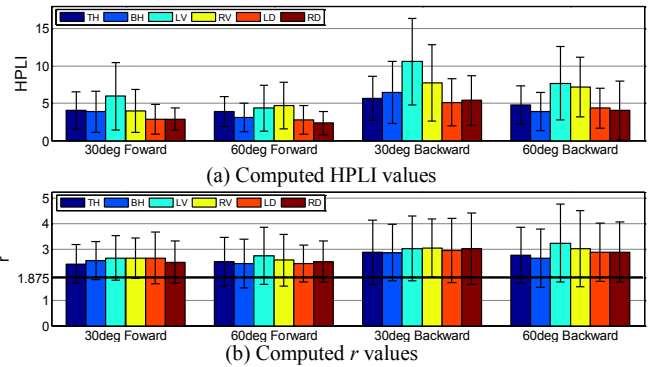 15
10
5
0
HPLI
TH BH LV RV LD RD
30deg Foward 60deg Forward 30deg Backward 60deg Backward
(a) Computed HPLI values
5
4
3
1.875
1
0
r
TH BH LV RV LD RD
30deg Foward 60deg Forward 30deg Backward 60deg Backward
(b) Computed r values